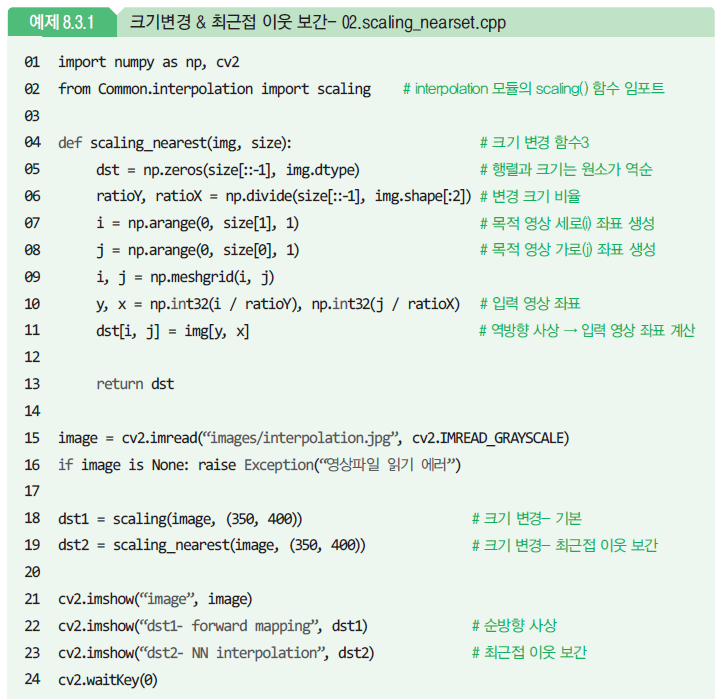 예제 8.3.1 크기변경 & 최근접 이웃 보간- 02.scaling_nearset.cpp
01 import numpy as np, cv2
02 from Common.interpolation import scaling # interpolation 모듈의 scaling() 함수 임포트
03
04 def scaling_nearest(img, size): # 크기 변경 함수3
05 dst = np.zeros(size[::-1], img.dtype) # 행렬과 크기는 원소가 역순
06 ratioY, ratioX = np.divide(size[::-1], img.shape[:2]) # 변경 크기 비율
07 i = np.arange(0, size[1], 1) # 목적 영상 세로(i) 좌표 생성
08 j = np.arange(0, size[0], 1) # 목적 영상 가로(j) 좌표 생성
09 i, j = np.meshgrid(i, j)
10 y, x = np.int32(i / ratioY), np.int32(j / ratioX) # 입력 영상 좌표
11 dst[i, j] = img[y, x] # 역방향 사상 → 입력 영상 좌표 계산
12
13 return dst
14
15 image = cv2.imread(“images/interpolation.jpg”, cv2.IMREAD_GRAYSCALE)
16 if image is None: raise Exception(“영상파일 읽기 에러”)
17
18 dst1 = scaling(image, (350, 400)) # 크기 변경- 기본
19 dst2 = scaling_nearest(image, (350, 400)) # 크기 변경- 최근접 이웃 보간
20
21 cv2.imshow(“image”, image)
22 cv2.imshow(“dst1- forward mapping”, dst1) # 순방향 사상
23 cv2.imshow(“dst2- NN interpolation”, dst2) # 최근접 이웃 보간
24 cv2.waitKey(0)